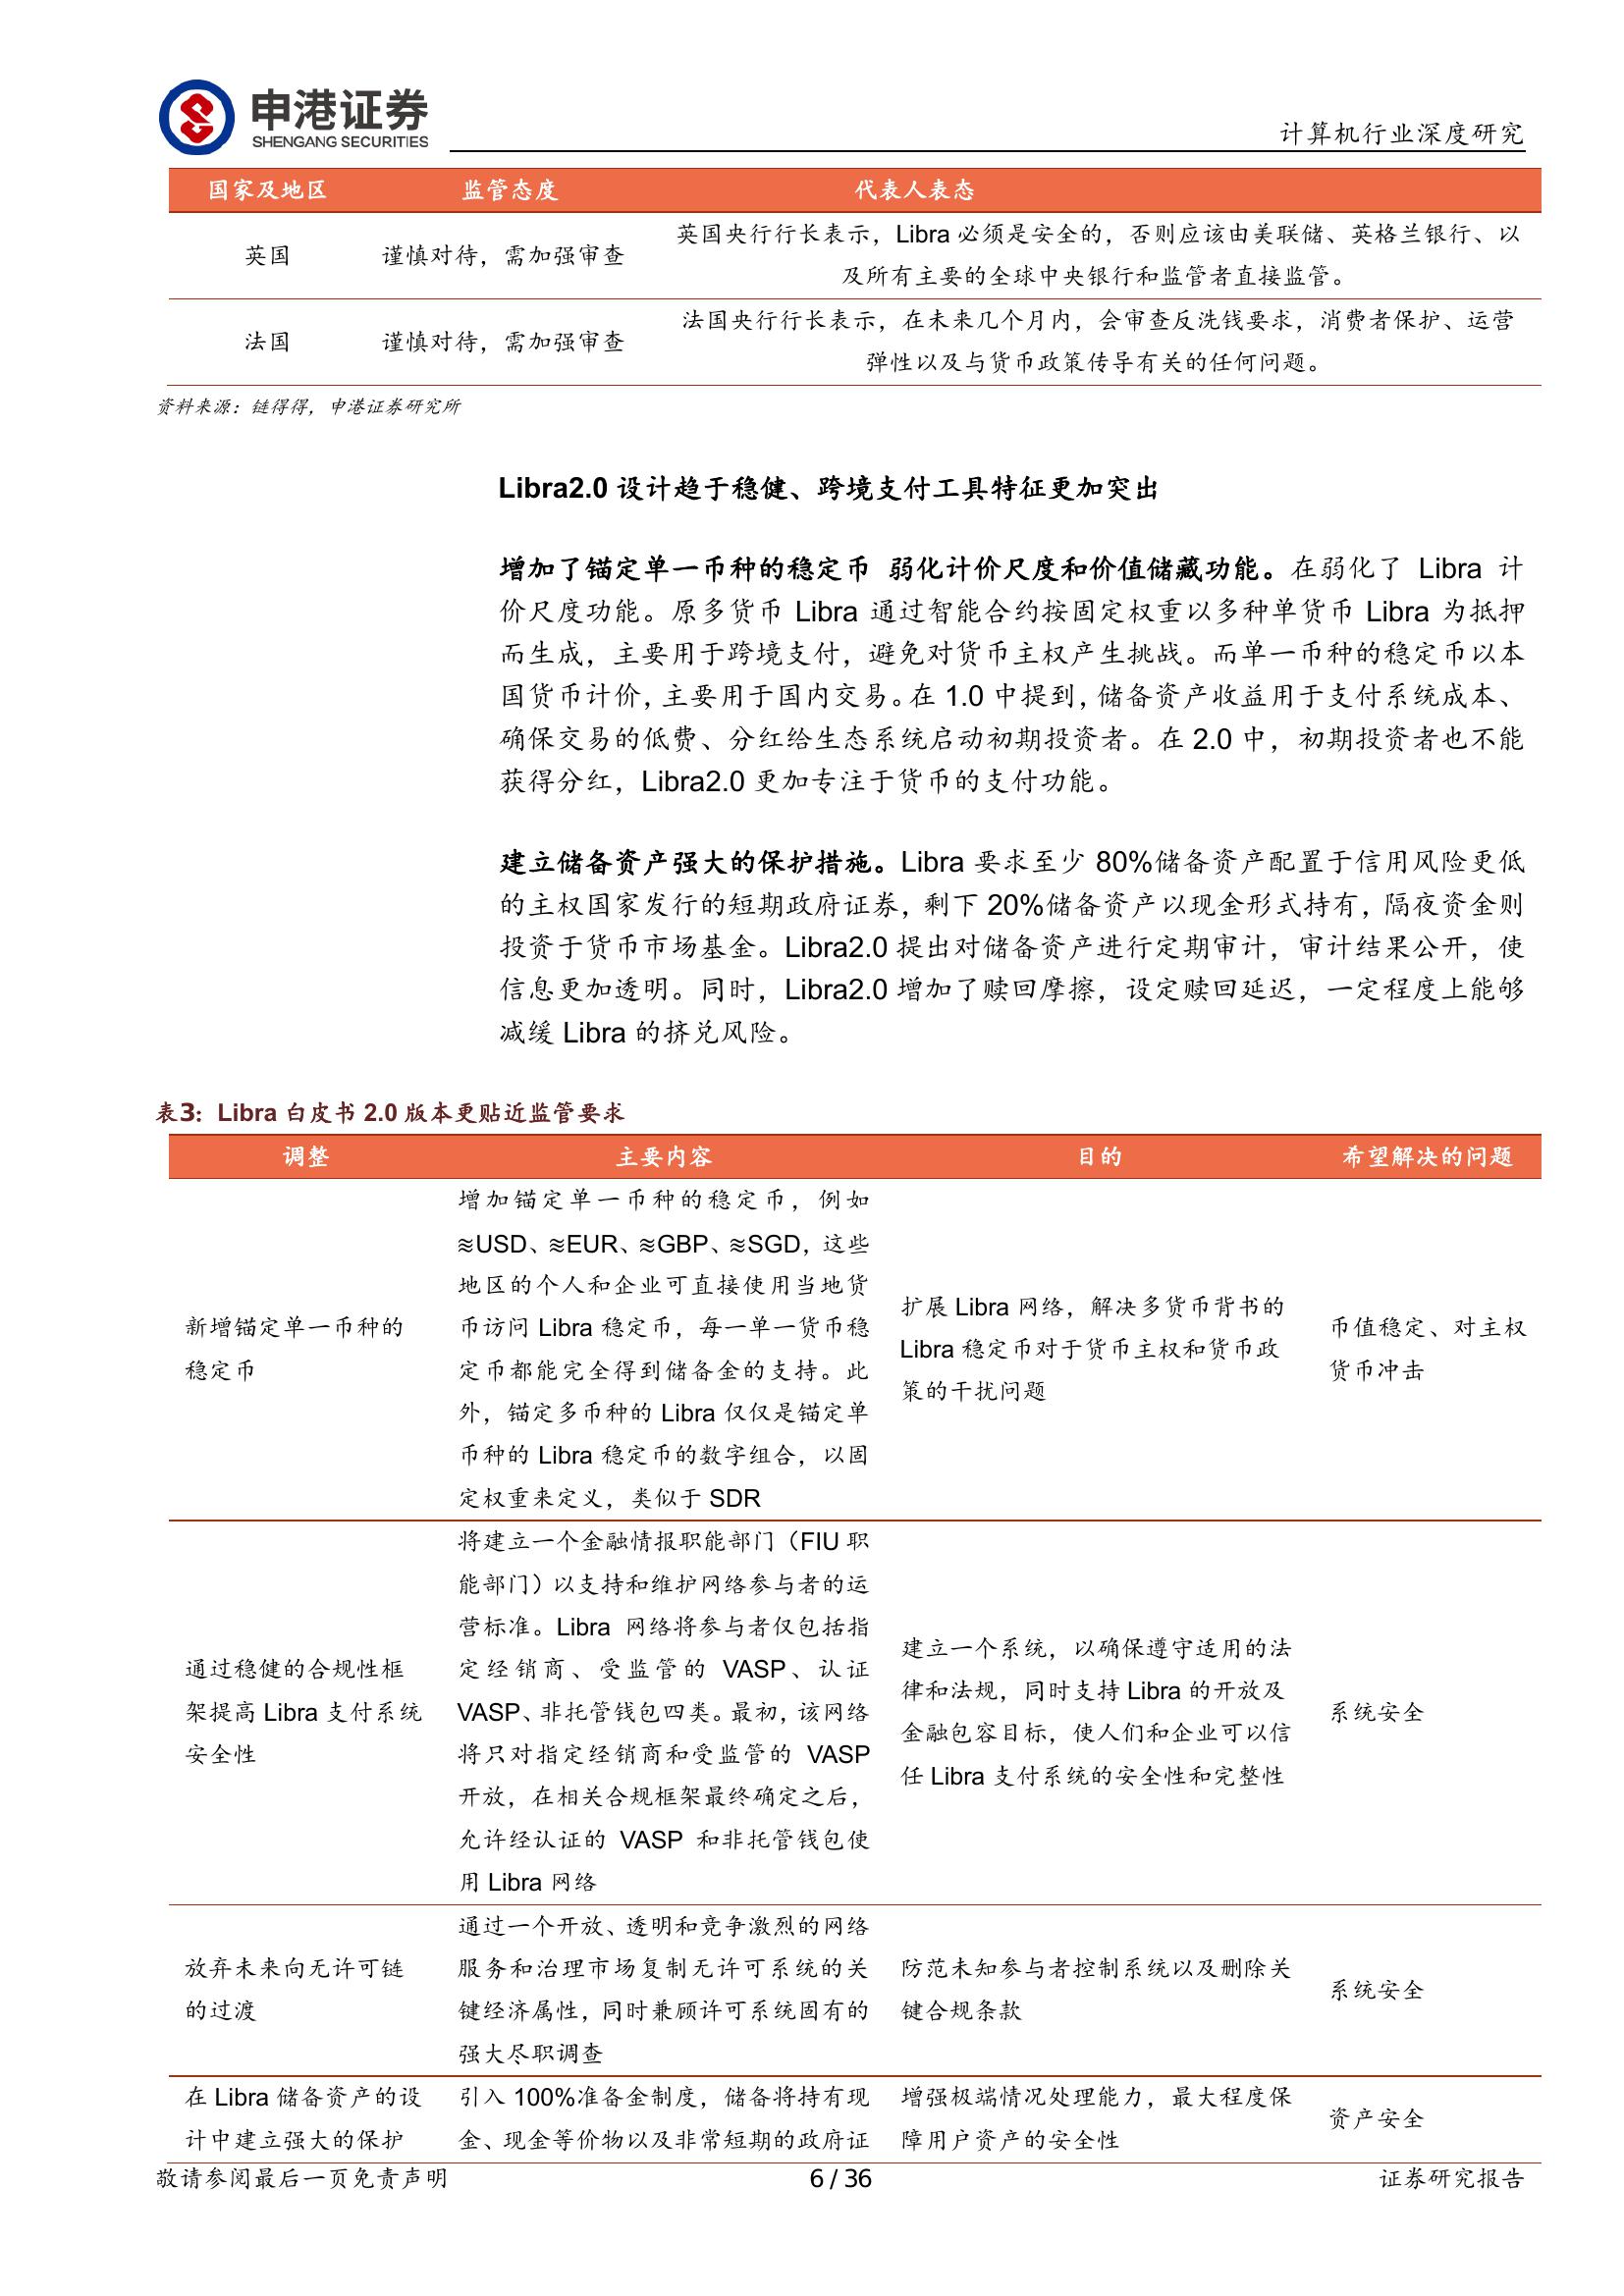 申港证券
SHENGANG SECURITIES
计算机行业深度研究
国家及地区 监管态度 代表人表态
英国 谨慎对待，需加强审查 英国央行行长表示，Libra 必须是安全的，否则应该由美联储、英格兰银行、以
及所有主要的全球中央银行和监管者直接监管。
法国 谨慎对待，需加强审查 法国央行行长表示，在未来几个月内，会审查反洗钱要求，消费者保护、运营
弹性以及与货币政策传导有关的任何问题。
资料来源：链得得，申港证券研究所
Libra2.0 设计趋于稳健、跨境支付工具特征更加突出
增加了锚定单一币种的稳定币 弱化计价尺度和价值储藏功能。在弱化了 Libra 计
价尺度功能。原多货币 Libra 通过智能合约按固定权重以多种单货币 Libra 为抵押
而生成，主要用于跨境支付，避免对货币主权产生挑战。而单一币种的稳定币以本
国货币计价，主要用于国内交易。在 1.0 中提到，储备资产收益用于支付系统成本、
确保交易的低费、分红给生态系统启动初期投资者。在 2.0 中，初期投资者也不能
获得分红，Libra2.0 更加专注于货币的支付功能。
建立储备资产强大的保护措施。Libra 要求至少 80%储备资产配置于信用风险更低
的主权国家发行的短期政府证券，剩下 20%储备资产以现金形式持有，隔夜资金则
投资于货币市场基金。Libra2.0 提出对储备资产进行定期审计，审计结果公开，使
信息更加透明。同时，Libra2.0 增加了赎回摩擦，设定赎回延迟，一定程度上能够
减缓 Libra 的挤兑风险。
表3：Libra 白皮书 2.0 版本更贴近监管要求
调整 主要内容 目的 希望解决的问题
新增锚定单一币种的
稳定币
增加锚定单一币种的稳定币，例如
≋USD、≋EUR、≋GBP、≋SGD，这些
地区的个人和企业可直接使用当地货
币访问 Libra 稳定币，每一单一货币稳
定币都能完全得到储备金的支持。此
外，锚定多币种的 Libra 仅仅是锚定单
币种的 Libra 稳定币的数字组合，以固
定权重来定义，类似于 SDR
扩展 Libra 网络，解决多货币背书的
Libra 稳定币对于货币主权和货币政
策的干扰问题
币值稳定、对主权
货币冲击
通过稳健的合规性框
架提高 Libra 支付系统
安全性
将建立一个金融情报职能部门（FIU 职
能部门）以支持和维护网络参与者的运
营标准。Libra 网络将参与者仅包括指
定经销商、受监管的 VASP、认证
VASP、非托管钱包四类。最初，该网络
将只对指定经销商和受监管的 VASP
开放，在相关合规框架最终确定之后，
允许经认证的 VASP 和非托管钱包使
用 Libra 网络
建立一个系统，以确保遵守适用的法
律和法规，同时支持 Libra 的开放及
金融包容目标，使人们和企业可以信
任 Libra 支付系统的安全性和完整性
系统安全
放弃未来向无许可链
的过渡
通过一个开放、透明和竞争激烈的网络
服务和治理市场复制无许可系统的关
键经济属性，同时兼顾许可系统固有的
强大尽职调查
防范未知参与者控制系统以及删除关
键合规条款
系统安全
在 Libra 储备资产的设
计中建立强大的保护
引入 100%准备金制度，储备将持有现
金、现金等价物以及非常短期的政府证
增强极端情况处理能力，最大程度保
障用户资产的安全性
资产安全
敬请参阅最后一页免责声明 6 / 36 证券研究报告